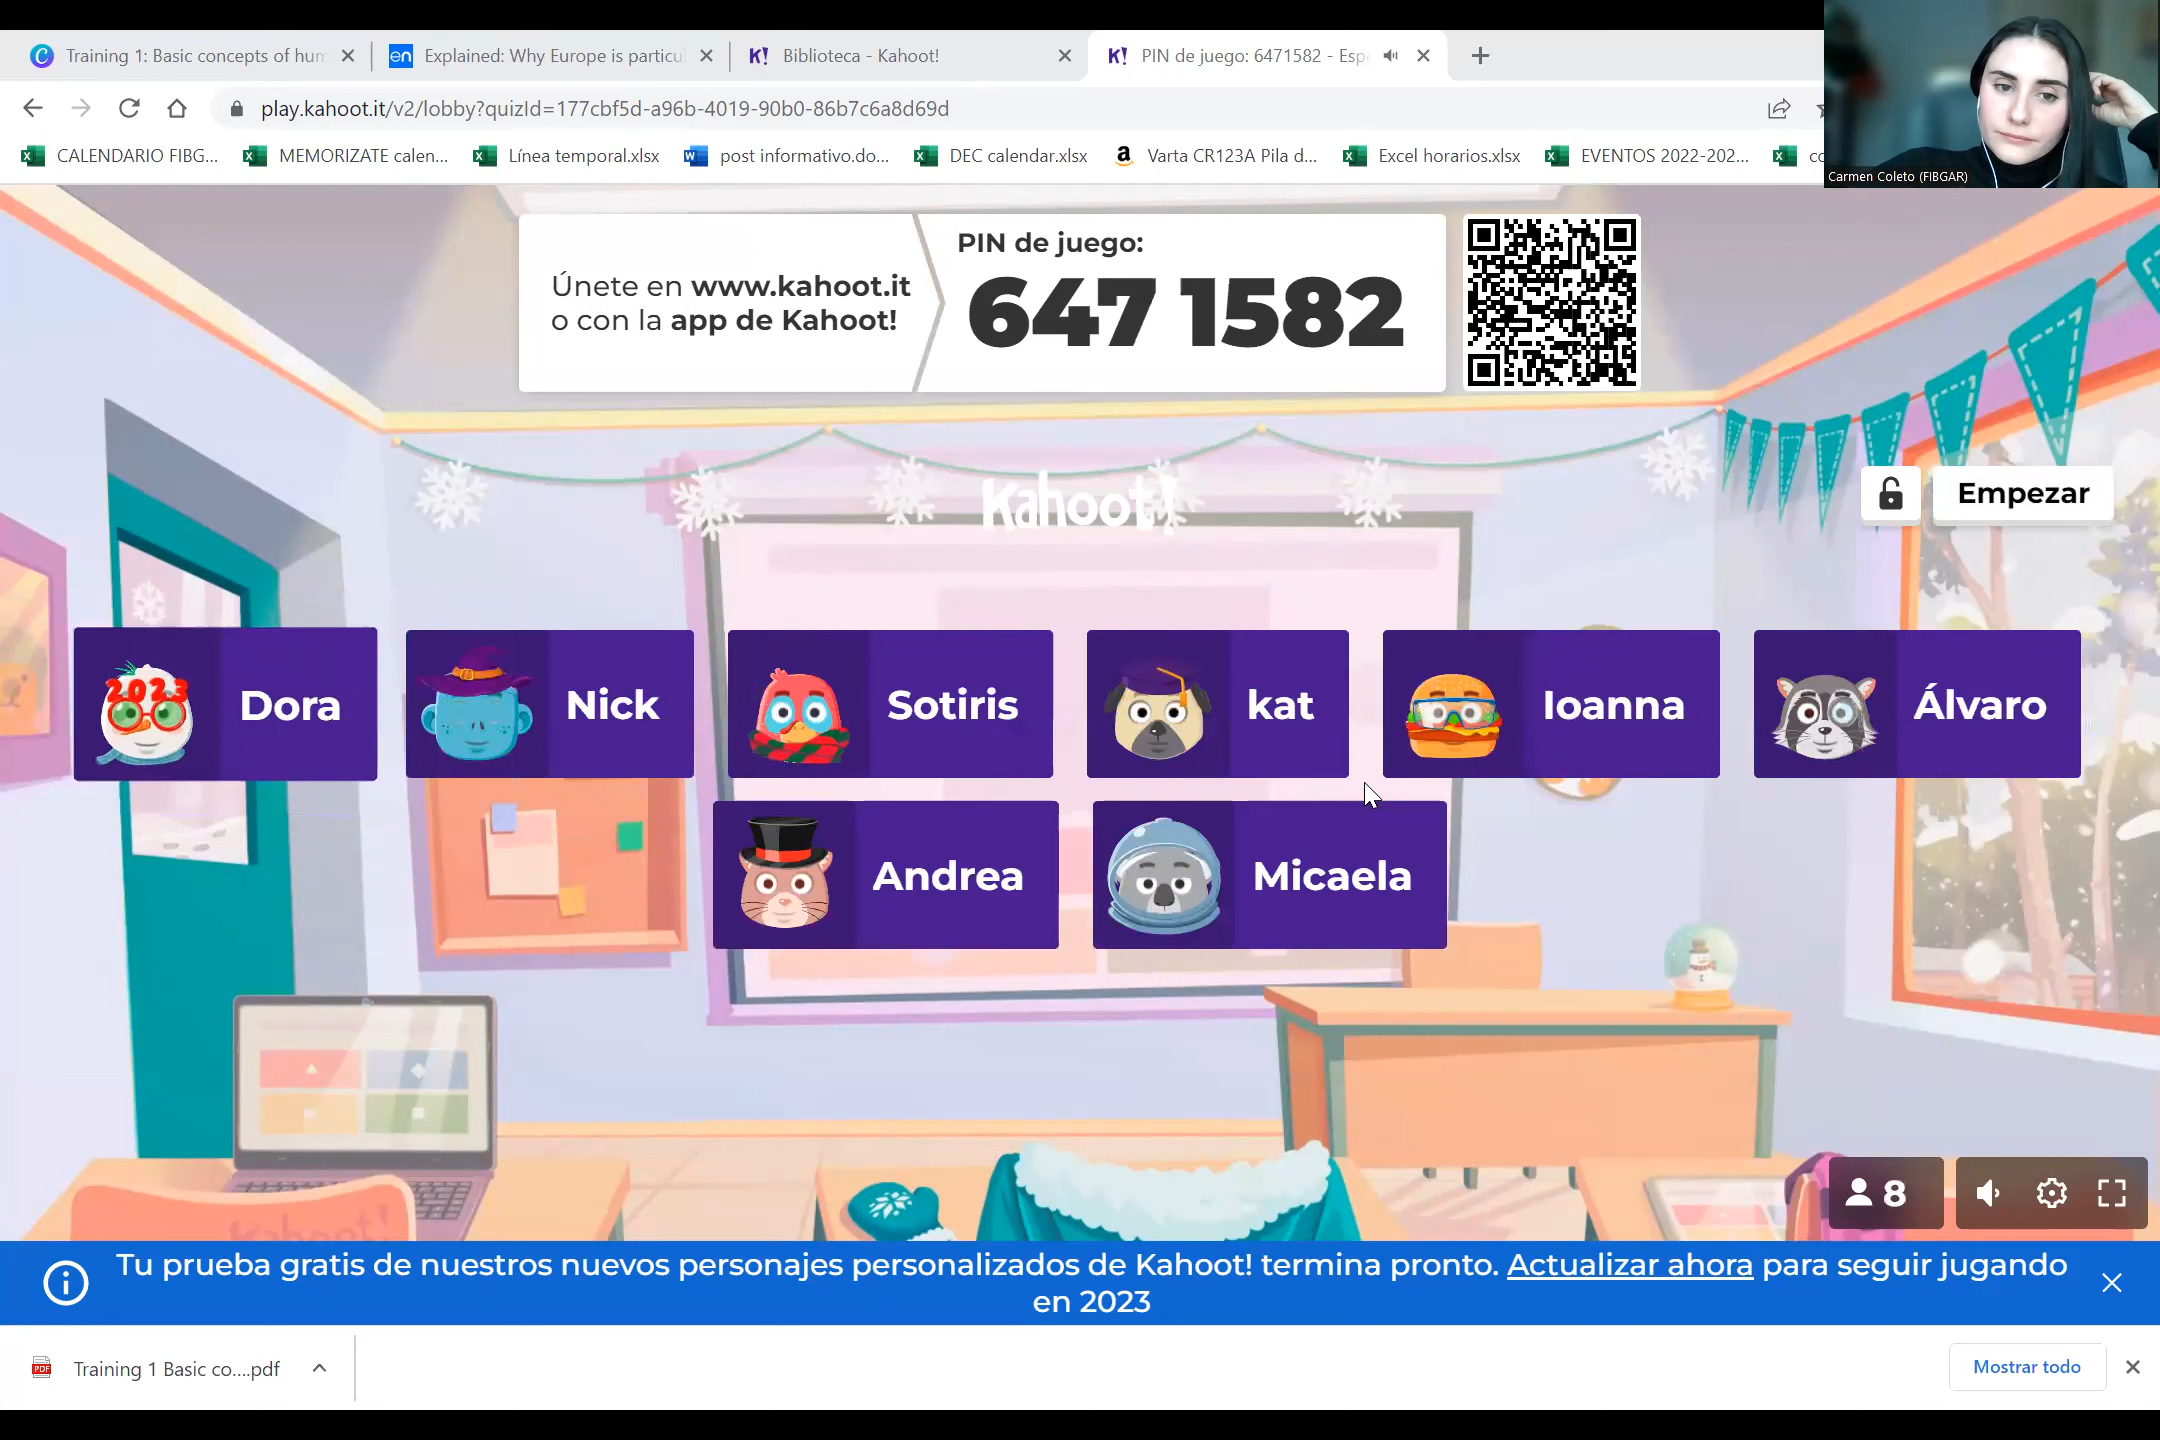 Training 1: Basic concepts of hum
Explained: Why Europe is particul
K! Biblioteca - Kahoot!
K! PIN de juego: 6471582 - Esp
play.kahoot.it/v2/lobby?quizId=177cbf5d-a96b-4019-90b0-86b7c6a8d69d
CALENDARIO FIBG...
MEMORIZATE calen...
Línea temporal.xlsx
post informativo.do...
DEC calendar.xlsx
Varta CR123A Pila d...
Excel horarios.xlsx
EVENTOS 2022-202...
Carmen Coleto (FIBGAR)
Únete en www.kahoot.it
o con la app de Kahoot!
PIN de juego:
647 1582
Kahoot!
Empezar
2023
Dora
Nick
Sotiris
kat
Ioanna
Álvaro
Andrea
Micaela
Kahoot!
8
Tu prueba gratis de nuestros nuevos personajes personalizados de Kahoot! termina pronto. Actualizar ahora para seguir jugando
en 2023
PDF
Training 1 Basic co....pdf
Mostrar todo